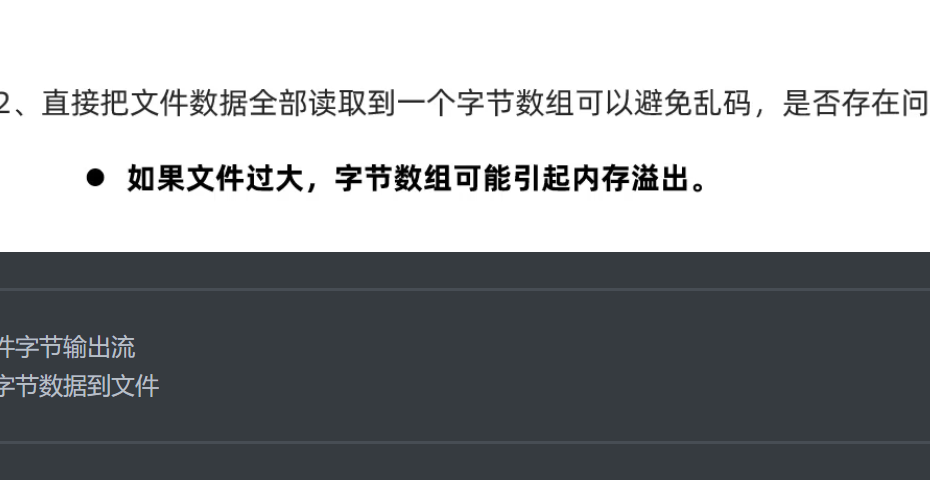 2、直接把文件数据全部读取到一个字节数组可以避免乱码，是否存在问
● 如果文件过大，字节数组可能引起内存溢出。
件字节输出流
字节数据到文件